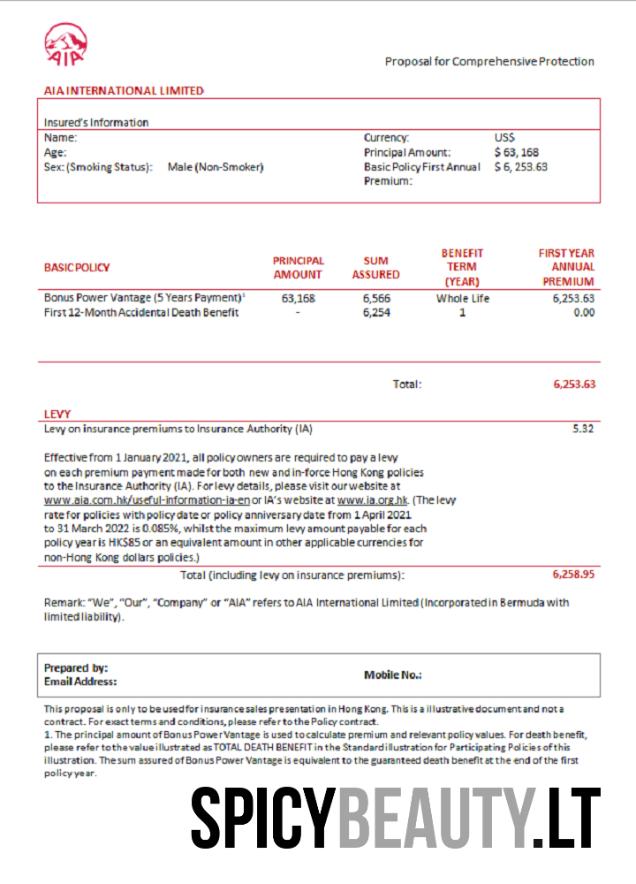 AIA
Proposal for Comprehensive Protection
AIA INTERNATIONAL LIMITED
Insured's Information
Name: Currency: US$
Age: Principal Amount: $ 63, 168
Sex: (Smoking Status): Male (Non-Smoker) Basic Policy First Annual $ 6, 253.63
Premium:
BASIC POLICY PRINCIPAL AMOUNT SUM ASSURED BENEFIT TERM (YEAR) FIRST YEAR ANNUAL PREMIUM
Bonus Power Vantage (5 Years Payment)¹ 63,168 6,566 Whole Life 6,253.63
First 12-Month Accidental Death Benefit - 6,254 1 0.00
Total: 6,253.63
LEVY
Levy on insurance premiums to Insurance Authority (IA) 5.32
Effective from 1 January 2021, all policy owners are required to pay a levy
on each premium payment made for both new and in-force Hong Kong policies
to the Insurance Authority (IA). For levy details, please visit our website at
www.aia.com.hk/useful-information-ia-en or IA's website at www.ia.org.hk. (The levy
rate for policies with policy date or policy anniversary date from 1 April 2021
to 31 March 2022 is 0.085%, whilst the maximum levy amount payable for each
policy year is HK$85 or an equivalent amount in other applicable currencies for
non-Hong Kong dollars policies.)
Total (including levy on insurance premiums): 6,258.95
Remark: "We", "Our", "Company" or "AIA" refers to AIA International Limited (Incorporated in Bermuda with
limited liability).
Prepared by: Mobile No.:
Email Address:
This proposal is only to be used for insurance sales presentation in Hong Kong. This is a illustrative document and not a
contract. For exact terms and conditions, please refer to the Policy contract.
1. The principal amount of Bonus Power Vantage is used to calculate premium and relevant policy values. For death benefit,
please refer to the value illustrated as TOTAL DEATH BENEFIT in the Standard illustration for Participating Policies of this
illustration. The sum assured of Bonus Power Vantage is equivalent to the guaranteed death benefit at the end of the first
policy year.
SPICYBEAUTY.LT